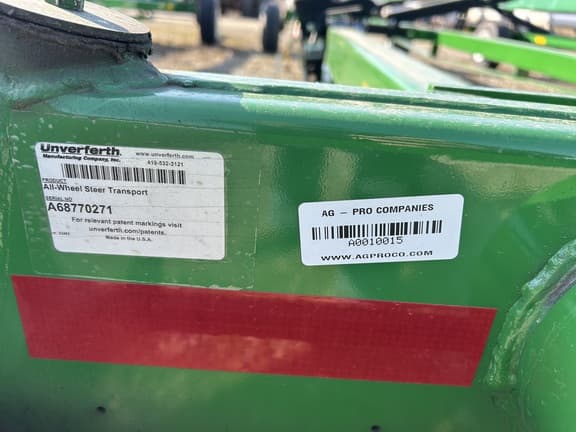 Unverferth
Manufacturing Company, Inc.
www.unverferth.com
419-532-3121
PRODUCT
All-Wheel Steer Transport
SERIAL NO
A68770271
For relevant patent markings visit
unverferth.com/patents.
Made in the U.S.A.
AG - PRO COMPANIES
A0010015
WWW.AGPROCO.COM